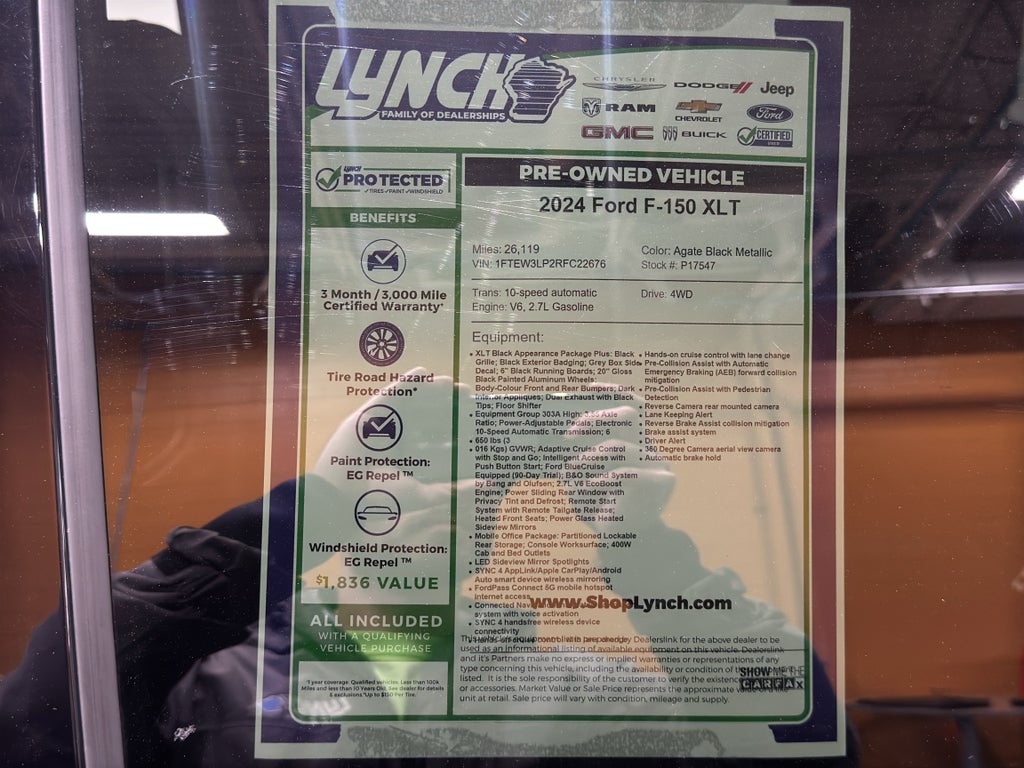 LYNCH
FAMILY OF DEALERSHIPS
CHRYSLER
DODGE
Jeep
RAM
CHEVROLET
Ford
GMC
BUICK
CERTIFIED
LYNCH
PROTECTED
✓TIRES ✓PAINT ✓WINDSHIELD
BENEFITS
3 Month / 3,000 Mile
Certified Warranty*
Tire Road Hazard
Protection*
Paint Protection:
EG Repel ™
Windshield Protection:
EG Repel ™
$1,836 VALUE
ALL INCLUDED
WITH A QUALIFYING
VEHICLE PURCHASE
*1 year coverage. Qualified vehicles. Less than 100k
Miles and less than 10 Years Old. See dealer for details
& exclusions. *Up to $150 Per Tire.
PRE-OWNED VEHICLE
2024 Ford F-150 XLT
Miles: 26,119
VIN: 1FTEW3LP2RFC22676
Color: Agate Black Metallic
Stock #: P17547
Trans: 10-speed automatic
Engine: V6, 2.7L Gasoline
Drive: 4WD
Equipment:
• XLT Black Appearance Package Plus: Black
Grille; Black Exterior Badging; Grey Box Side
Decal; 6" Black Running Boards; 20" Gloss
Black Painted Aluminum Wheels;
Body-Colour Front and Rear Bumpers; Dark
Interior Appliques; Dual Exhaust with Black
Tips; Floor Shifter
• Equipment Group 303A High: 3.55 Axle
Ratio; Power-Adjustable Pedals; Electronic
10-Speed Automatic Transmission; 6
• 650 lbs (3
• 016 Kgs) GVWR; Adaptive Cruise Control
with Stop and Go; Intelligent Access with
Push Button Start; Ford BlueCruise
Equipped (90-Day Trial); B&O Sound System
by Bang and Olufsen; 2.7L V6 EcoBoost
Engine; Power Sliding Rear Window with
Privacy Tint and Defrost; Remote Start
System with Remote Tailgate Release;
Heated Front Seats; Power Glass Heated
Sideview Mirrors
• Mobile Office Package: Partitioned Lockable
Rear Storage; Console Worksurface; 400W
Cab and Bed Outlets
• LED Sideview Mirror Spotlights
• SYNC 4 AppLink/Apple CarPlay/Android
Auto smart device wireless mirroring
• FordPass Connect 5G mobile hotspot
internet access
• Connected
system with voice activation
• SYNC 4 handsfree wireless device
connectivity
• Hands-on cruise control with lane change
• Pre-Collision Assist with Automatic
Emergency Braking (AEB) forward collision
mitigation
• Pre-Collision Assist with Pedestrian
Detection
• Reverse Camera rear mounted camera
• Lane Keeping Alert
• Reverse Brake Assist collision mitigation
• Brake assist system
• Driver Alert
• 360 Degree Camera aerial view camera
• Automatic brake hold
www.ShopLynch.com
This vehicle's equipment list is prepared by Dealerslink for the above dealer to be
used as an informational listing of available equipment on this vehicle. Dealerslink
and it's Partners make no express or implied warranties or representations of any
type concerning this vehicle, including the availability or condition of
listed. It is the sole responsibility of the customer to verify the existence
or accessories. Market Value or Sale Price represents the approximate
unit at retail. Sale price will vary with condition, mileage and supply.
SHOW ME THE
CARFAX